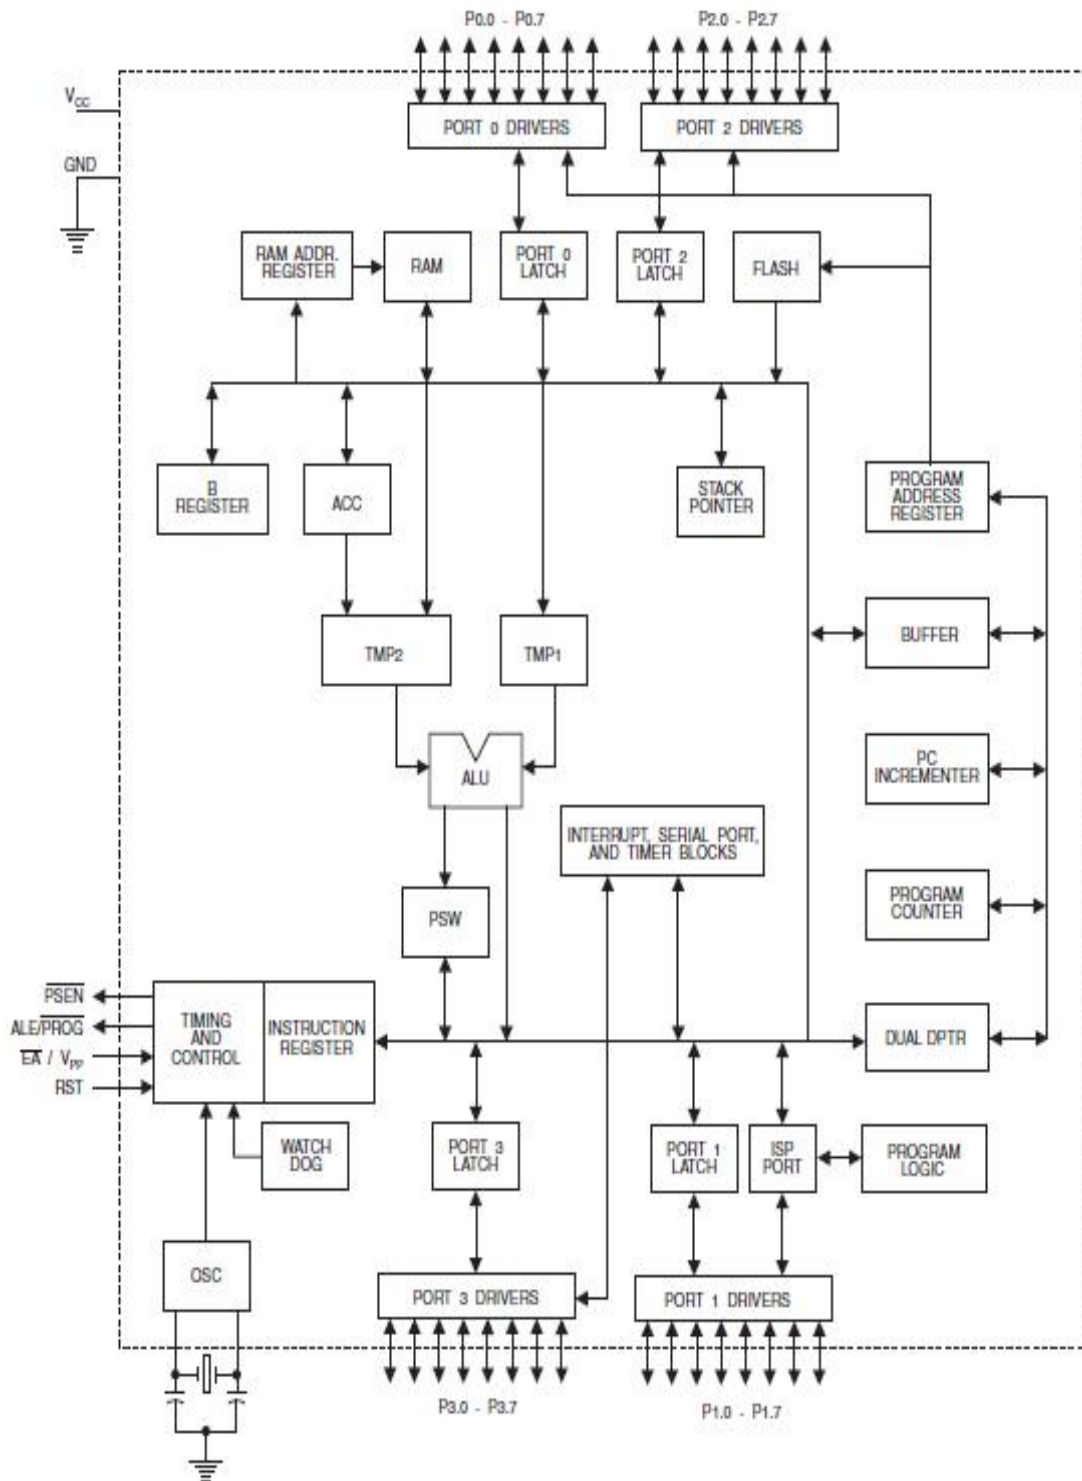 P0.0 - P0.7
P2.0 - P2.7
VCC
PORT 0 DRIVERS
PORT 2 DRIVERS
GND
RAM ADDR.
REGISTER
RAM
PORT 0
LATCH
PORT 2
LATCH
FLASH
B
REGISTER
ACC
STACK
POINTER
PROGRAM
ADDRESS
REGISTER
TMP2
TMP1
BUFFER
ALU
PC
INCREMENTER
INTERRUPT, SERIAL PORT,
AND TIMER BLOCKS
PSW
PROGRAM
COUNTER
PSEN
ALE/PROG
EA / VPP
RST
TIMING
AND
CONTROL
INSTRUCTION
REGISTER
DUAL DPTR
WATCH
DOG
PORT 3
LATCH
PORT 1
LATCH
ISP
PORT
PROGRAM
LOGIC
OSC
PORT 3 DRIVERS
PORT 1 DRIVERS
P3.0 - P3.7
P1.0 - P1.7